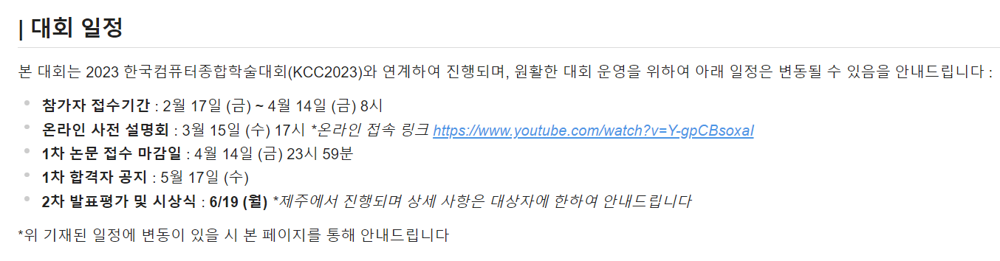 | 대회 일정
본 대회는 2023 한국컴퓨터종합학술대회(KCC2023)와 연계하여 진행되며, 원활한 대회 운영을 위하여 아래 일정은 변동될 수 있음을 안내드립니다 :
• 참가자 접수기간 : 2월 17일 (금) ~ 4월 14일 (금) 8시
• 온라인 사전 설명회 : 3월 15일 (수) 17시 *온라인 접속 링크 https://www.youtube.com/watch?v=Y-gpCBsoxaI
• 1차 논문 접수 마감일 : 4월 14일 (금) 23시 59분
• 1차 합격자 공지 : 5월 17일 (수)
• 2차 발표평가 및 시상식 : 6/19 (월) *제주에서 진행되며 상세 사항은 대상자에 한하여 안내드립니다
*위 기재된 일정에 변동이 있을 시 본 페이지를 통해 안내드립니다